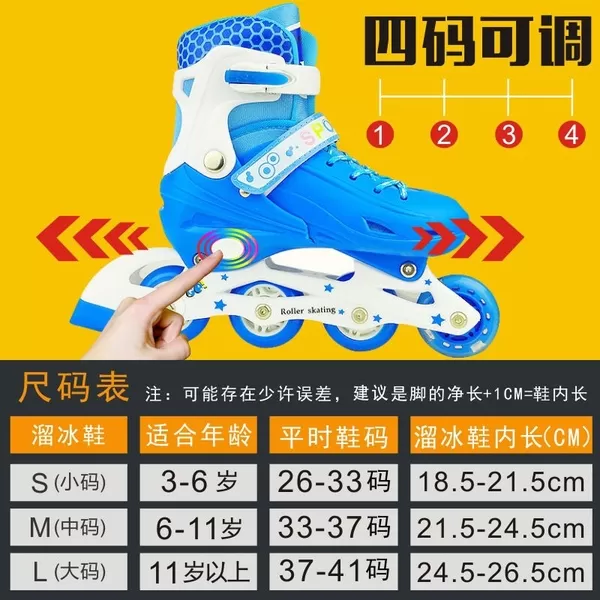 四码可调
1 2 3 4
SPO
Roller skating
尺码表 注：可能存在少许误差，建议是脚的净长+1CM=鞋内长
溜冰鞋 适合年龄 平时鞋码 溜冰鞋内长(CM)
S(小码) 3-6岁 26-33码 18.5-21.5cm
M(中码) 6-11岁 33-37码 21.5-24.5cm
L(大码) 11岁以上 37-41码 24.5-26.5cm